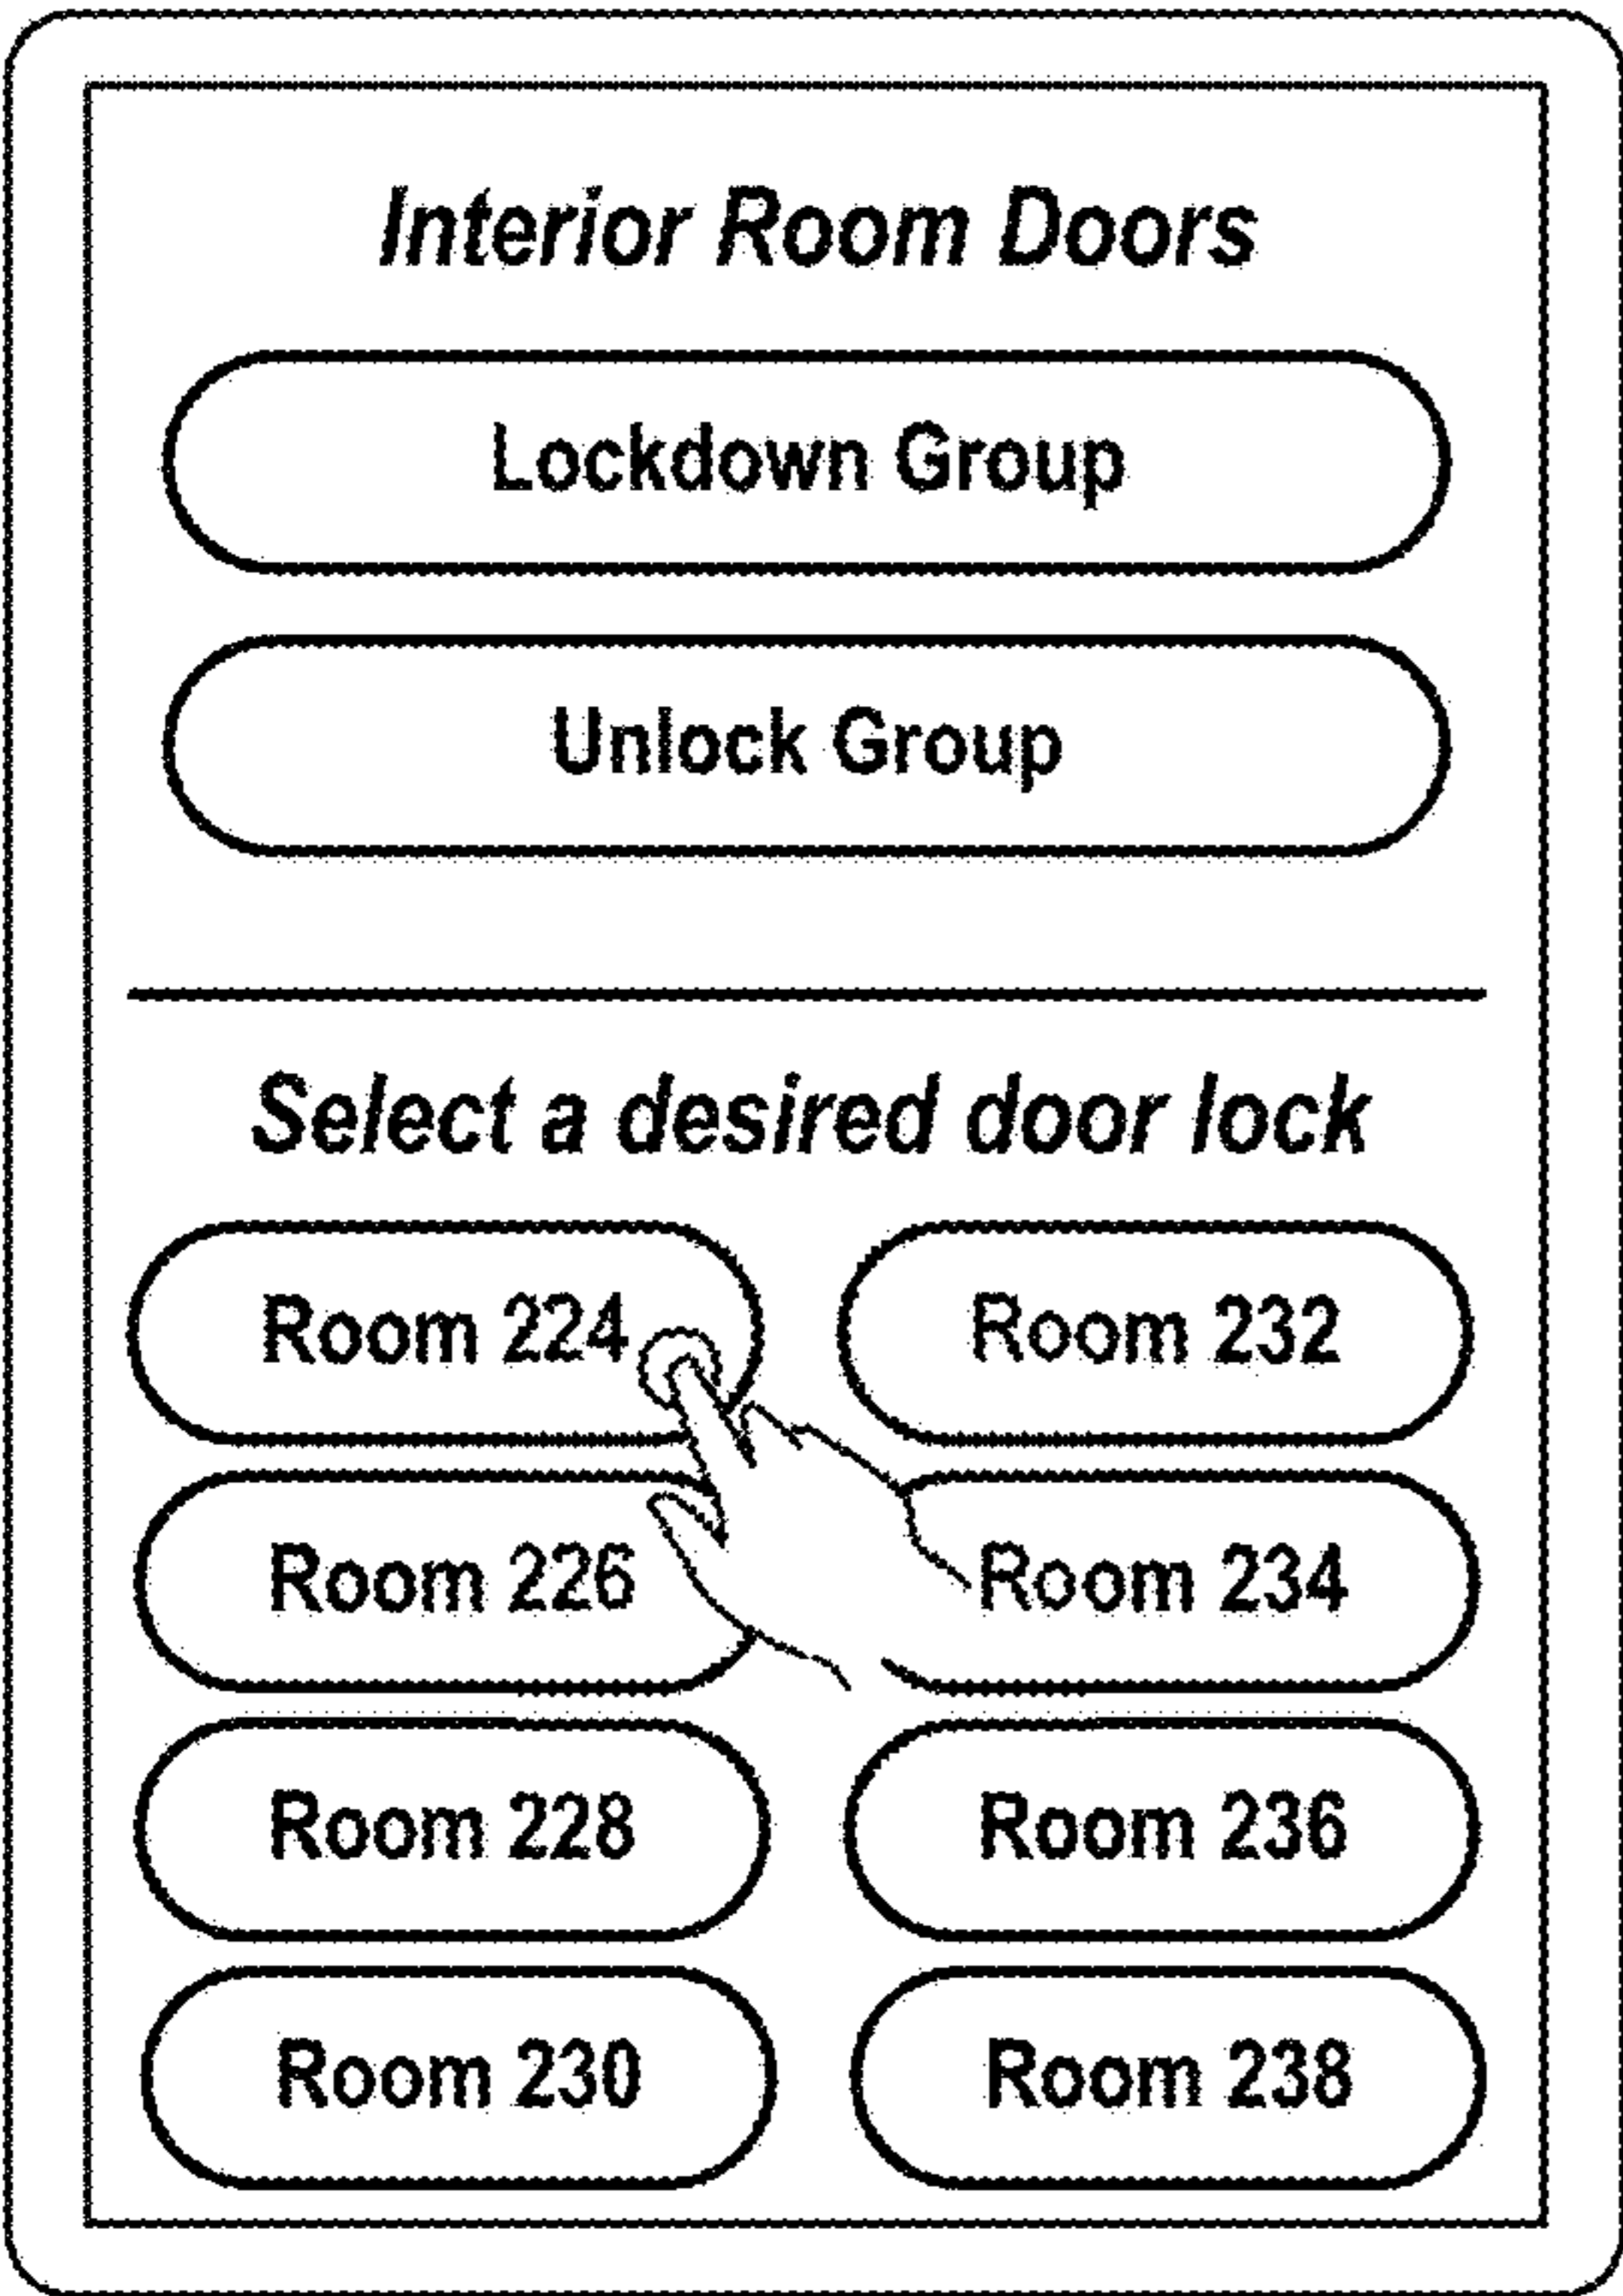 Interior Room Doors
Lockdown Group
Unlock Group
Select a desired door lock
Room 224
Room 232
Room 226
Room 234
Room 228
Room 236
Room 230
Room 238